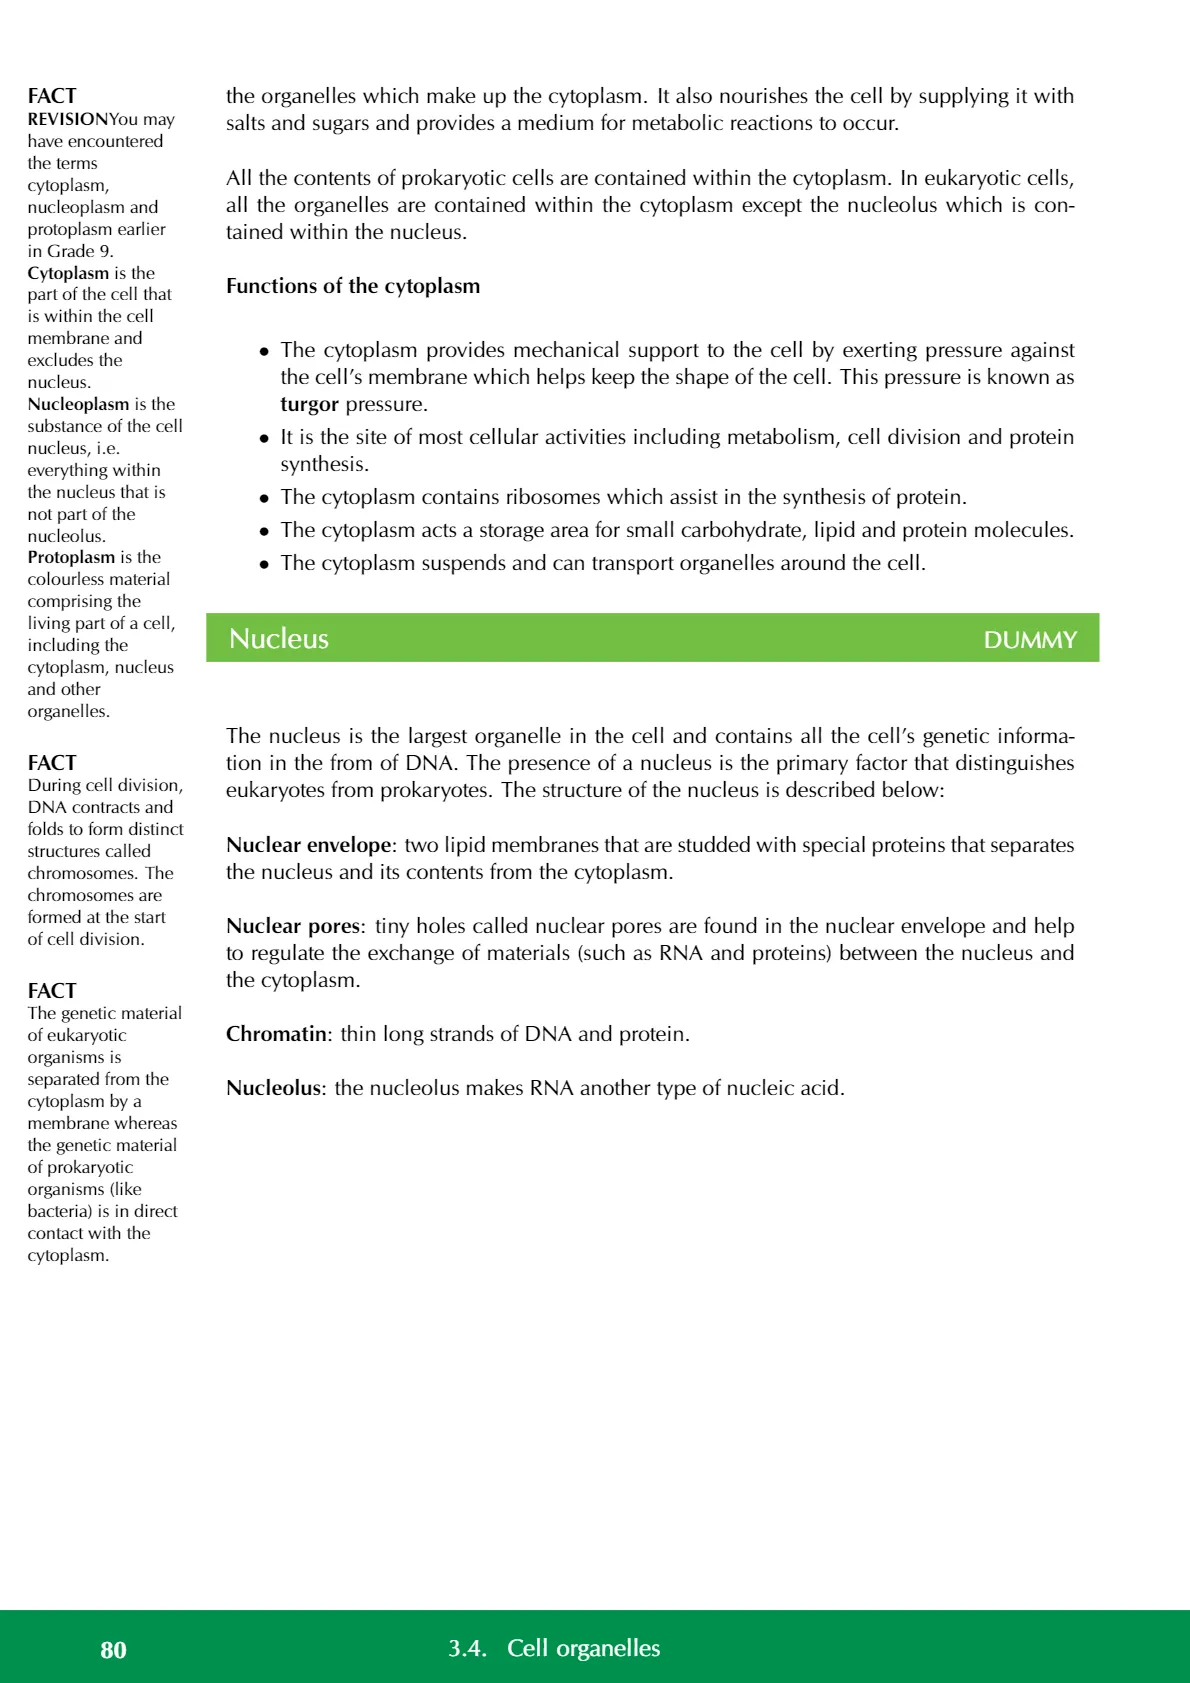 FACT
REVISIONYou may
have encountered
the terms
cytoplasm,
nucleoplasm and
protoplasm earlier
in Grade 9.
Cytoplasm is the
part of the cell that
is within the cell
membrane and
excludes the
nucleus.
Nucleoplasm is the
substance of the cell
nucleus, i.e.
everything within
the nucleus that is
not part of the
nucleolus.
Protoplasm is the
colourless material
comprising the
living part of a cell,
including the
cytoplasm, nucleus
and other
organelles.
FACT
During cell division,
DNA contracts and
folds to form distinct
structures called
chromosomes. The
chromosomes are
formed at the start
of cell division.
FACT
The genetic material
of eukaryotic
organisms is
separated from the
cytoplasm by a
membrane whereas
the genetic material
of prokaryotic
organisms (like
bacteria) is in direct
contact with the
cytoplasm.
the organelles which make up the cytoplasm. It also nourishes the cell by supplying it with
salts and sugars and provides a medium for metabolic reactions to occur.
All the contents of prokaryotic cells are contained within the cytoplasm. In eukaryotic cells,
all the organelles are contained within the cytoplasm except the nucleolus which is con-
tained within the nucleus.
Functions of the cytoplasm
• The cytoplasm provides mechanical support to the cell by exerting pressure against
the cell's membrane which helps keep the shape of the cell. This pressure is known as
turgor pressure.
• It is the site of most cellular activities including metabolism, cell division and protein
synthesis.
• The cytoplasm contains ribosomes which assist in the synthesis of protein.
• The cytoplasm acts a storage area for small carbohydrate, lipid and protein molecules.
• The cytoplasm suspends and can transport organelles around the cell.
Nucleus DUMMY
The nucleus is the largest organelle in the cell and contains all the cell's genetic informa-
tion in the from of DNA. The presence of a nucleus is the primary factor that distinguishes
eukaryotes from prokaryotes. The structure of the nucleus is described below:
Nuclear envelope: two lipid membranes that are studded with special proteins that separates
the nucleus and its contents from the cytoplasm.
Nuclear pores: tiny holes called nuclear pores are found in the nuclear envelope and help
to regulate the exchange of materials (such as RNA and proteins) between the nucleus and
the cytoplasm.
Chromatin: thin long strands of DNA and protein.
Nucleolus: the nucleolus makes RNA another type of nucleic acid.
80 3.4. Cell organelles